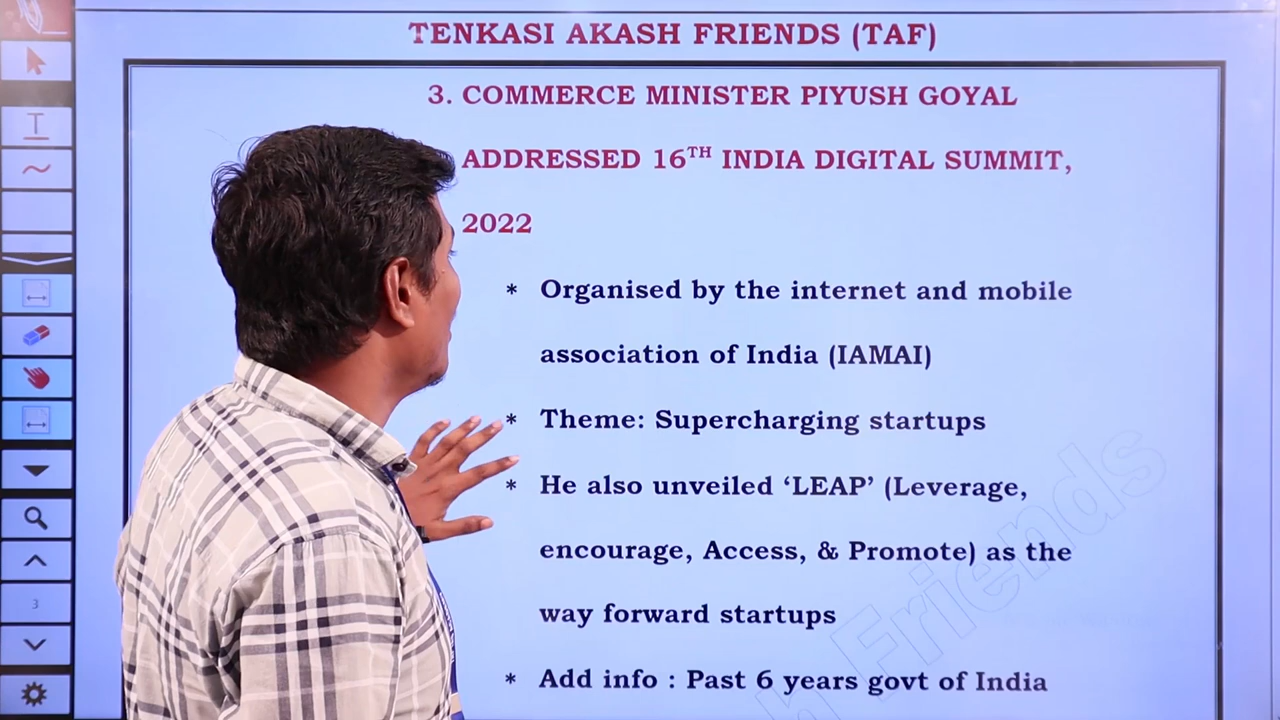 TENKASI AKASH FRIENDS (TAF)
3. COMMERCE MINISTER PIYUSH GOYAL
ADDRESSED 16TH INDIA DIGITAL SUMMIT,
2022
* Organised by the internet and mobile
association of India (IAMAI)
* Theme: Supercharging startups
* He also unveiled ‘LEAP’ (Leverage,
encourage, Access, & Promote) as the
way forward startups
* Add info : Past 6 years govt of India
3
Friends